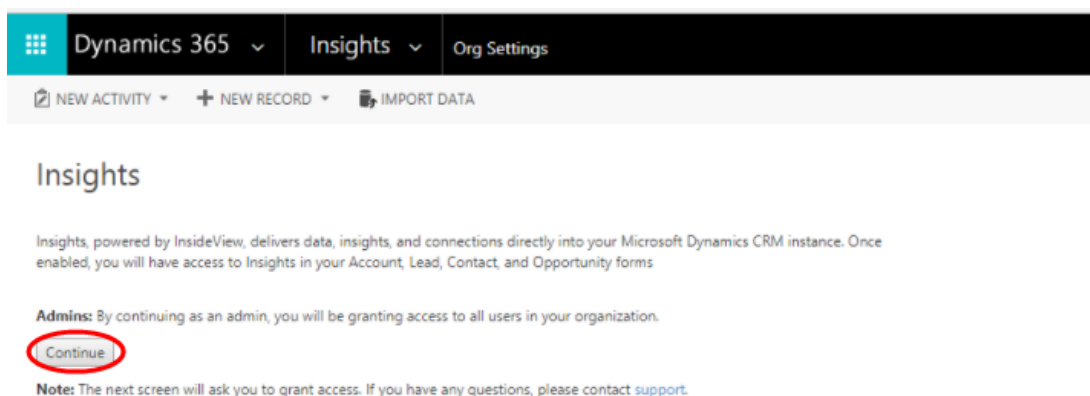 Dynamics 365 Insights Org Settings
NEW ACTIVITY NEW RECORD IMPORT DATA
Insights
Insights, powered by InsideView, delivers data, insights, and connections directly into your Microsoft Dynamics CRM instance. Once
enabled, you will have access to Insights in your Account, Lead, Contact, and Opportunity forms
Admins: By continuing as an admin, you will be granting access to all users in your organization.
Continue
Note: The next screen will ask you to grant access. If you have any questions, please contact support.